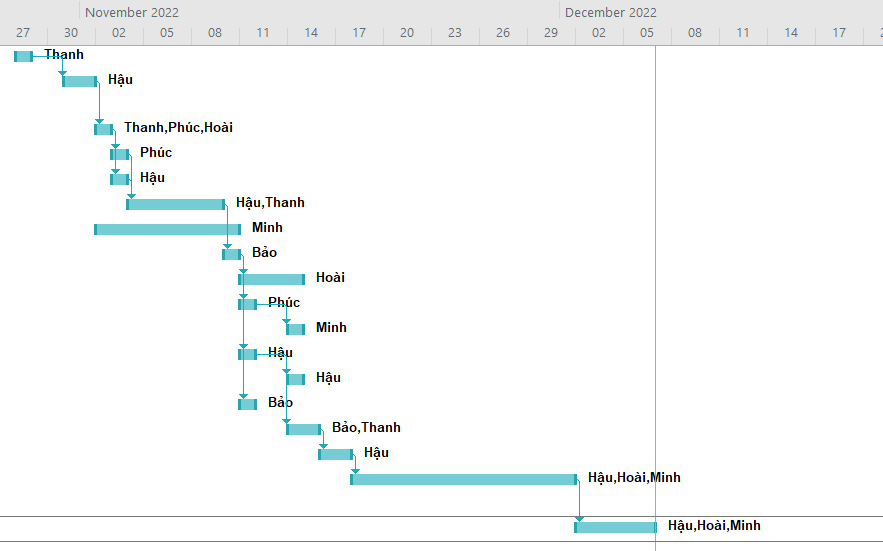 November 2022 December 2022
27 30 02 05 08 11 14 17 20 23 26 29 02 05 08 11 14 17 2
Thanh
Hậu
Thanh,Phúc,Hoài
Phúc
Hậu
Hậu,Thanh
Minh
Bảo
Hoài
Phúc
Minh
Hậu
Hậu
Bảo
Bảo,Thanh
Hậu
Hậu,Hoài,Minh
Hậu,Hoài,Minh